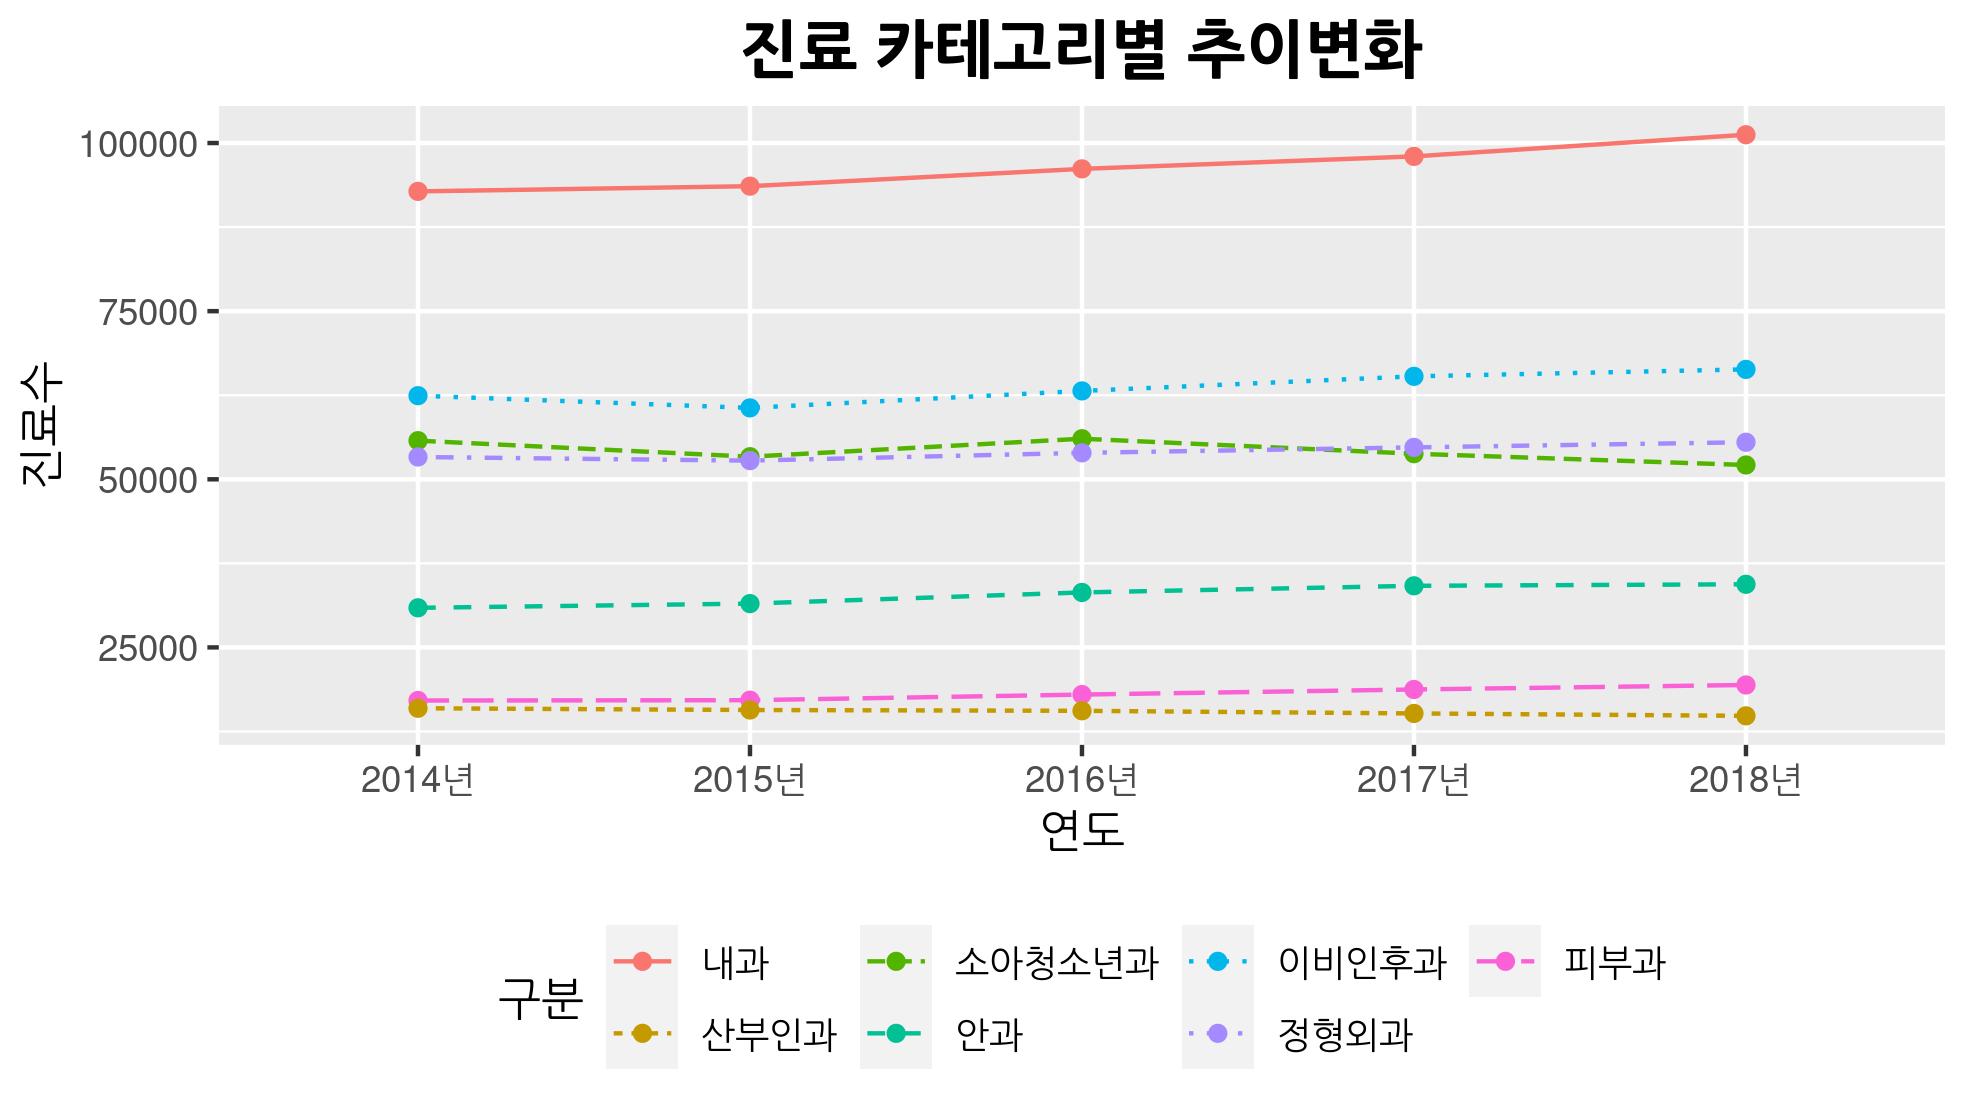 진료 카테고리별 추이변화
진료수
100000
75000
50000
25000
2014년 2015년 2016년 2017년 2018년
연도
구분
내과 소아청소년과 이비인후과 피부과
산부인과 안과 정형외과